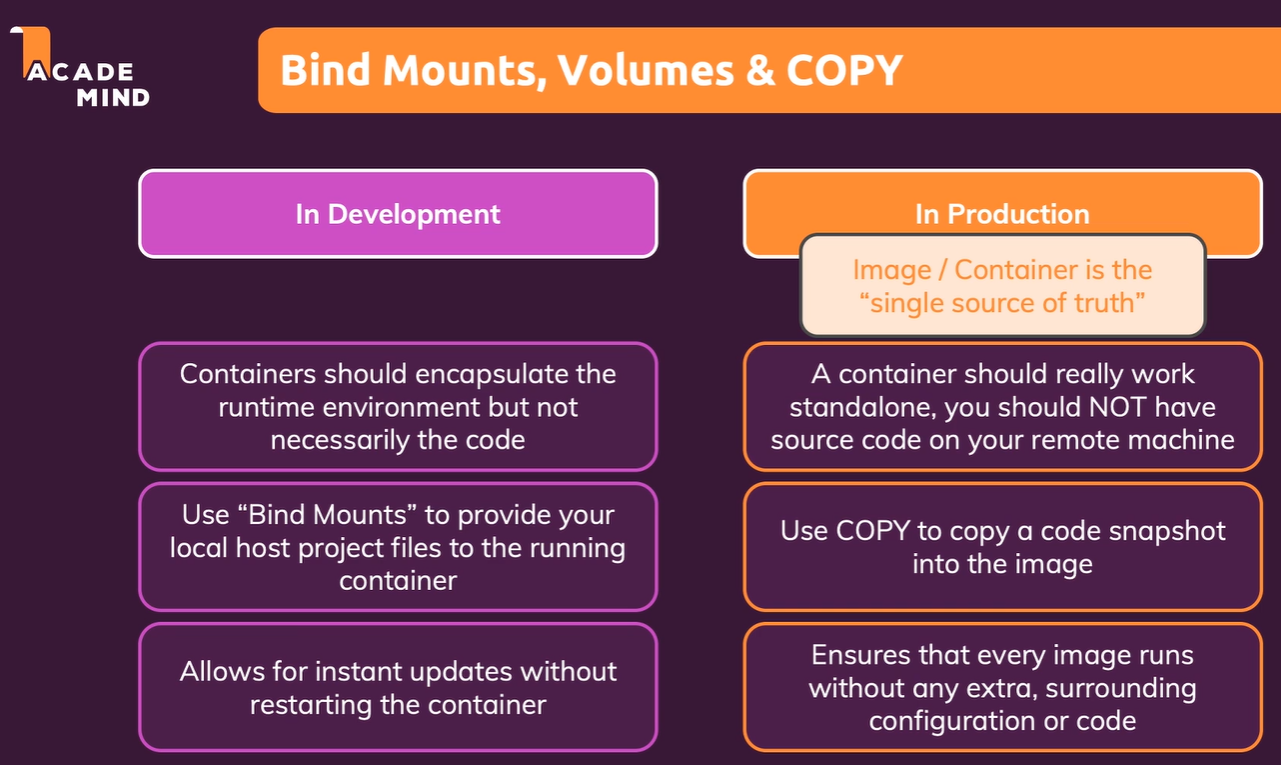 ACADE
MIND
Bind Mounts, Volumes & COPY
In Development
Containers should encapsulate the
runtime environment but not
necessarily the code
Use “Bind Mounts” to provide your
local host project files to the running
container
Allows for instant updates without
restarting the container
In Production
Image / Container is the
“single source of truth”
A container should really work
standalone, you should NOT have
source code on your remote machine
Use COPY to copy a code snapshot
into the image
Ensures that every image runs
without any extra, surrounding
configuration or code